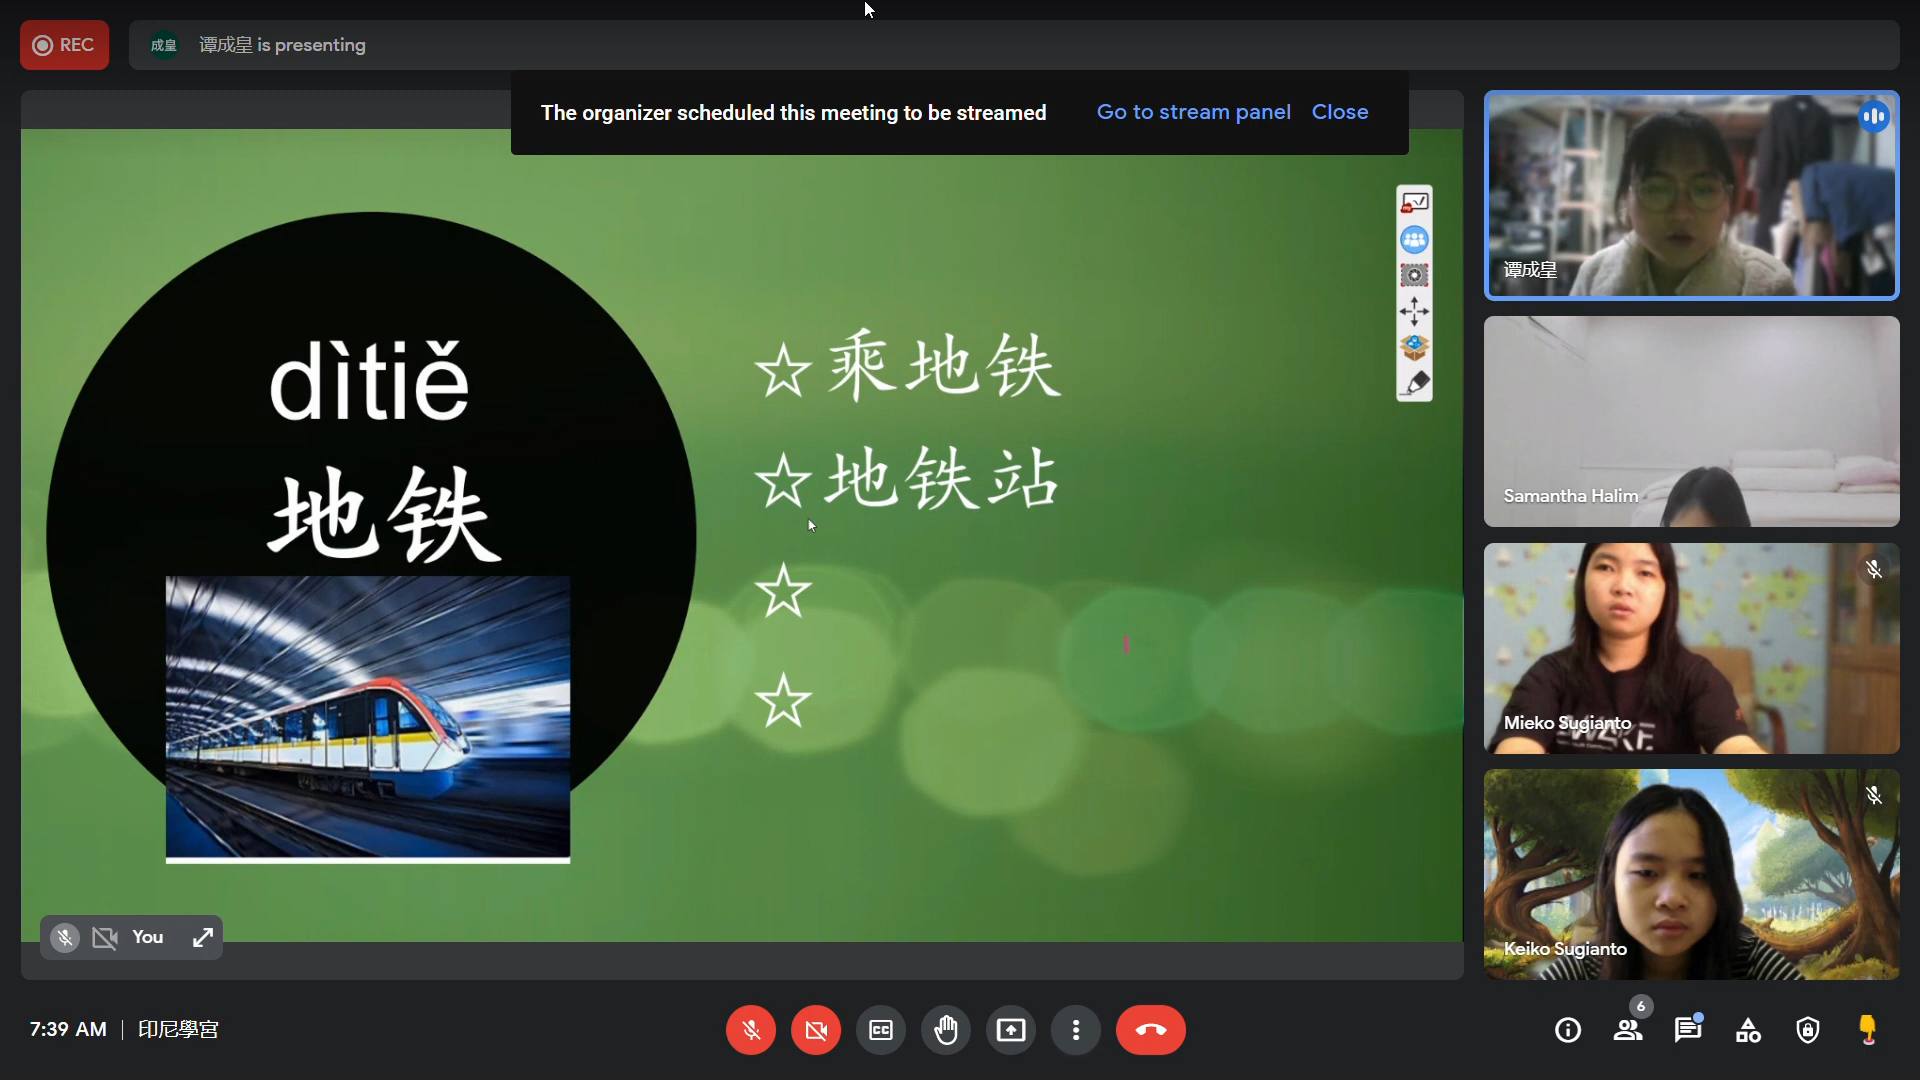 REC
成皇
谭成皇 is presenting
The organizer scheduled this meeting to be streamed
Go to stream panel
Close
dìtiě
地铁
☆乘地铁
☆地铁站
☆
☆
谭成皇
Samantha Halim
Mieko Sugianto
Keiko Sugianto
You
7:39 AM | 印尼學宮
CC
6